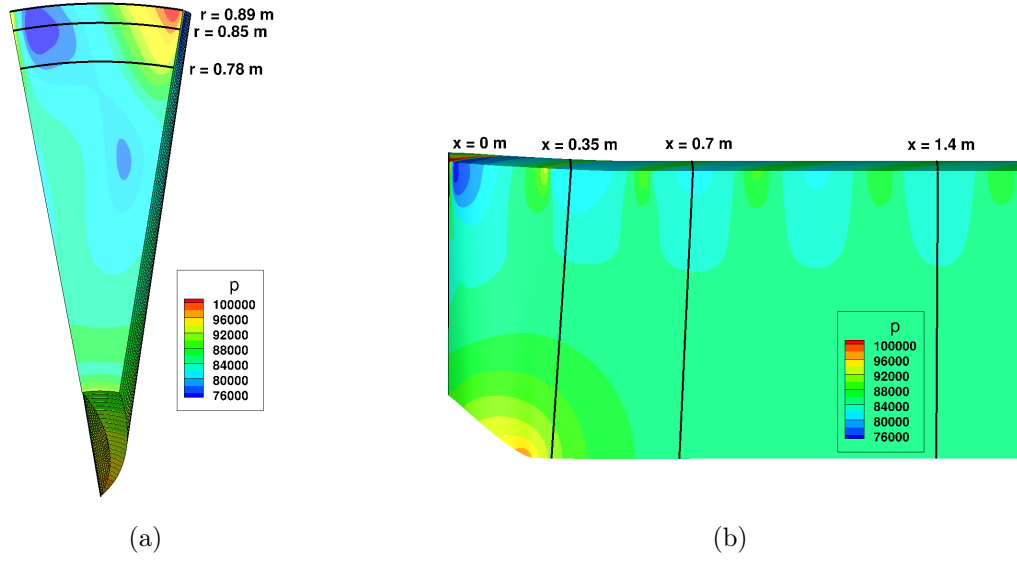 r = 0.89 m
r = 0.85 m
r = 0.78 m
p
100000
96000
92000
88000
84000
80000
76000
(a)
x = 0 m x = 0.35 m x = 0.7 m x = 1.4 m
p
100000
96000
92000
88000
84000
80000
76000
(b)